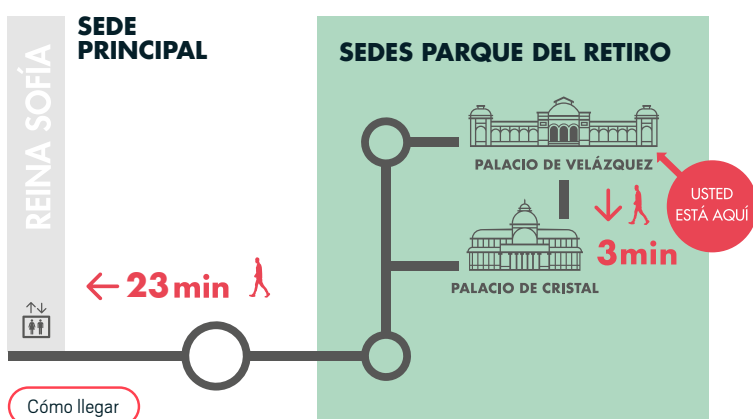 REINA SOFÍA
SEDE
PRINCIPAL
SEDES PARQUE DEL RETIRO
PALACIO DE VELÁZQUEZ
USTED
ESTÁ AQUÍ
3min
PALACIO DE CRISTAL
23min
Cómo llegar